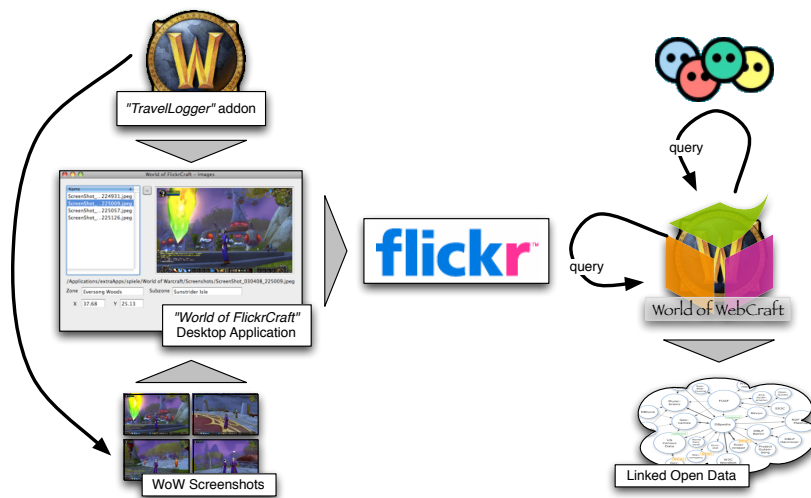 "TravelLogger" addon
World of FlickrCraft – Images
Name
ScreenShot_...224931.jpeg
ScreenShot_...225009.jpeg
ScreenShot_...225057.jpeg
ScreenShot_...225126.jpeg
/Applications/extraApps/spiele/World of Warcraft/Screenshots/ScreenShot_030408_225009.jpeg
Zone Eversong Woods Subzone Sunstrider Isle
X 37.68 Y 25.13
"World of FlickrCraft"
Desktop Application
WoW Screenshots
flickr™
query
query
World of WebCraft
DBpedia
Linked Open Data